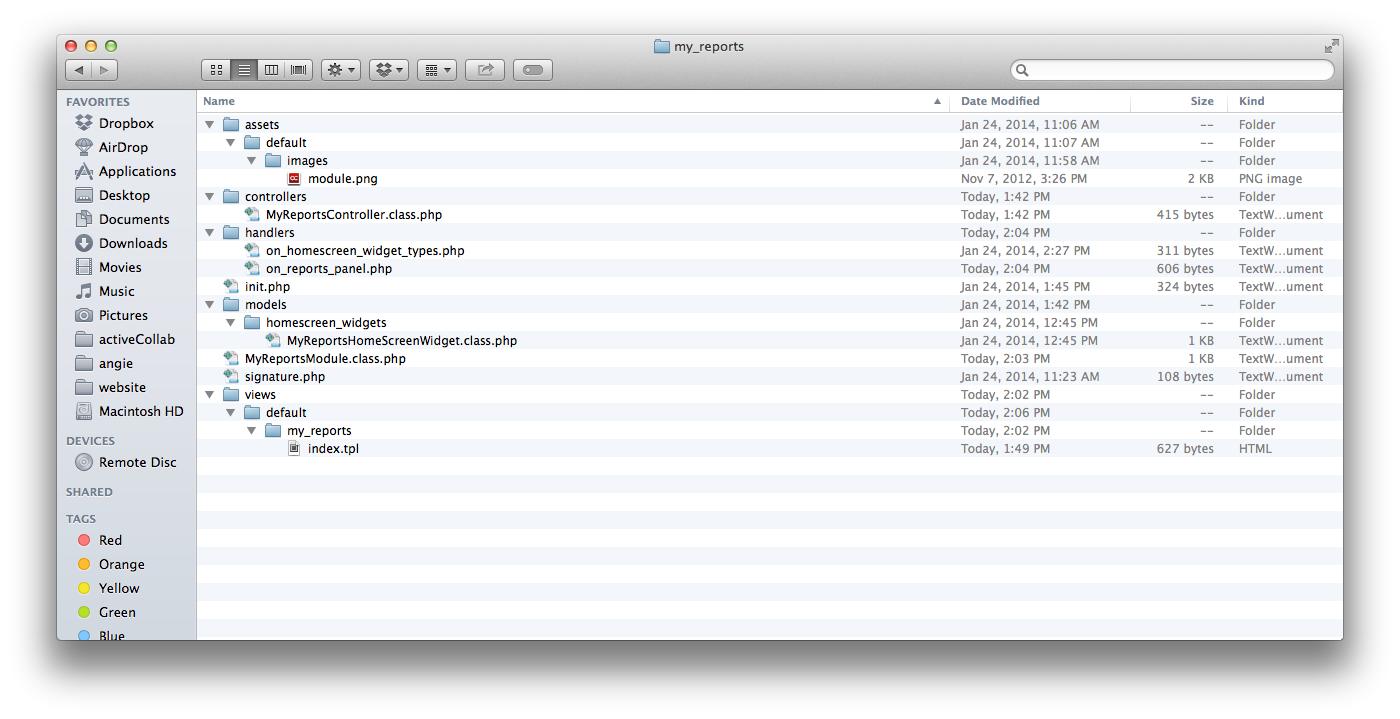 my_reports
FAVORITES
Dropbox
AirDrop
Applications
Desktop
Documents
Downloads
Movies
Music
Pictures
activeCollab
angie
website
Macintosh HD
DEVICES
Remote Disc
SHARED
TAGS
Red
Orange
Yellow
Green
Blue
Name Date Modified Size Kind
assets Jan 24, 2014, 11:06 AM -- Folder
default Jan 24, 2014, 11:07 AM -- Folder
images Jan 24, 2014, 11:58 AM -- Folder
module.png Nov 7, 2012, 3:26 PM 2 KB PNG image
controllers Today, 1:42 PM -- Folder
MyReportsController.class.php Today, 1:42 PM 415 bytes TextW...ument
handlers Today, 2:04 PM -- Folder
on_homescreen_widget_types.php Jan 24, 2014, 2:27 PM 311 bytes TextW...ument
on_reports_panel.php Today, 2:04 PM 606 bytes TextW...ument
init.php Jan 24, 2014, 1:45 PM 324 bytes TextW...ument
models Jan 24, 2014, 1:42 PM -- Folder
homescreen_widgets Jan 24, 2014, 12:45 PM -- Folder
MyReportsHomeScreenWidget.class.php Jan 24, 2014, 12:45 PM 1 KB TextW...ument
MyReportsModule.class.php Today, 2:03 PM 1 KB TextW...ument
signature.php Jan 24, 2014, 11:23 AM 108 bytes TextW...ument
views Today, 2:02 PM -- Folder
default Today, 2:06 PM -- Folder
my_reports Today, 2:02 PM -- Folder
index.tpl Today, 1:49 PM 627 bytes HTML